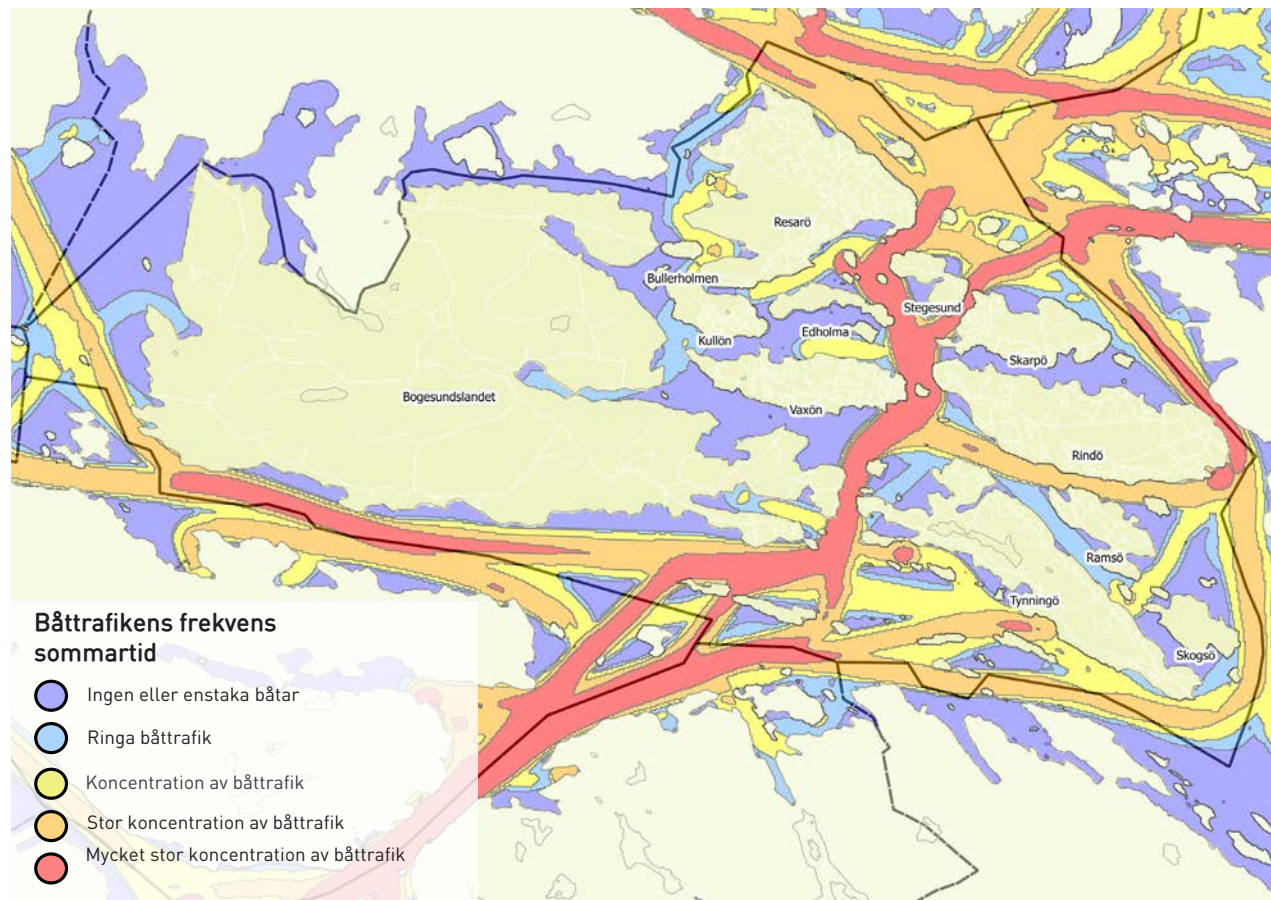 Resarö
Bullerholmen
Stegesund
Kullön
Edholma
Skarpö
Bogesundslandet
Vaxön
Rindö
Ramsö
Tynningö
Skogsö
Båttrafikens frekvens
sommartid
Ingen eller enstaka båtar
Ringa båttrafik
Koncentration av båttrafik
Stor koncentration av båttrafik
Mycket stor koncentration av båttrafik